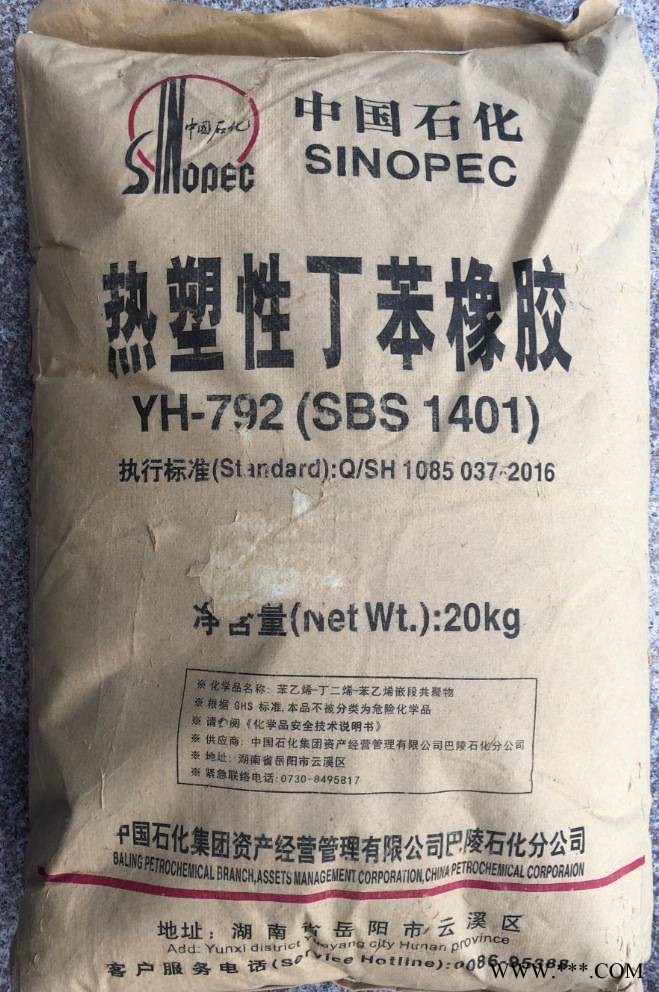 中国石化
SINOPEC
中国石化
SINOPEC
热塑性丁苯橡胶
YH-792 (SBS 1401)
执行标准(Standard):Q/SH 1085 037-2016
净含量(Net Wt.):20kg
※化学品名称: 苯乙烯-丁二烯-苯乙烯嵌段共聚物
※根据 GHS 标准,本品不被分类为危险化学品
※请参阅《化学品安全技术说明书》
※供应商: 中国石化集团资产经营管理有限公司巴陵石化分公司
※地址: 湖南省岳阳市云溪区
※紧急联络电话:0730-8495817
中国石化集团资产经营管理有限公司巴陵石化分公司
BALING PETROCHEMICAL BRANCH,ASSETS MANAGEMENT CORPORATION,CHINA PETROCHEMICAL CORPORAION
地址: 湖南省岳阳市云溪区
Add: Yunxi district Yueyang city Hunan province
客户服务电话(Service Hotline):0086-95388
WWW.***.COM